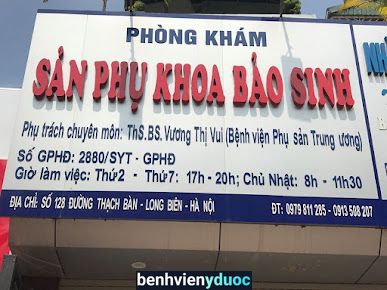 PHÒNG KHÁM
SẢN PHỤ KHOA BẢO SINH
Phụ trách chuyên môn: ThS.BS. Vương Thị Vui (Bệnh viện Phụ sản Trung ương)
Số GPHĐ: 2880/SYT - GPHĐ
Giờ làm việc: Thứ2 - Thứ7: 17h - 20h; Chủ Nhật: 8h - 11h30
ĐỊA CHỈ: SỐ 128 ĐƯỜNG THẠCH BÀN - LONG BIÊN - HÀ NỘI
ĐT: 0979 811 285 - 0913 508 207
benhvienyduoc